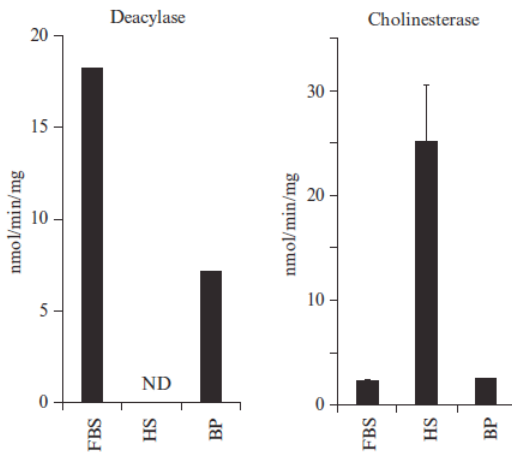 Deacylase
20
15
10
5
0
nmol/min/mg
ND
FBS
HS
BP
Cholinesterase
30
20
10
0
nmol/min/mg
FBS
HS
BP